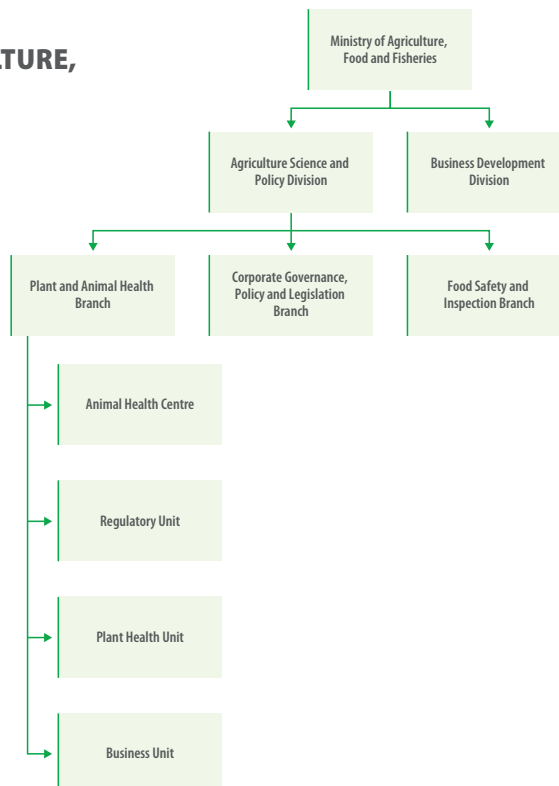 Ministry of Agriculture,
Food and Fisheries
Agriculture Science and
Policy Division
Business Development
Division
Plant and Animal Health
Branch
Corporate Governance,
Policy and Legislation
Branch
Food Safety and
Inspection Branch
Animal Health Centre
Regulatory Unit
Plant Health Unit
Business Unit